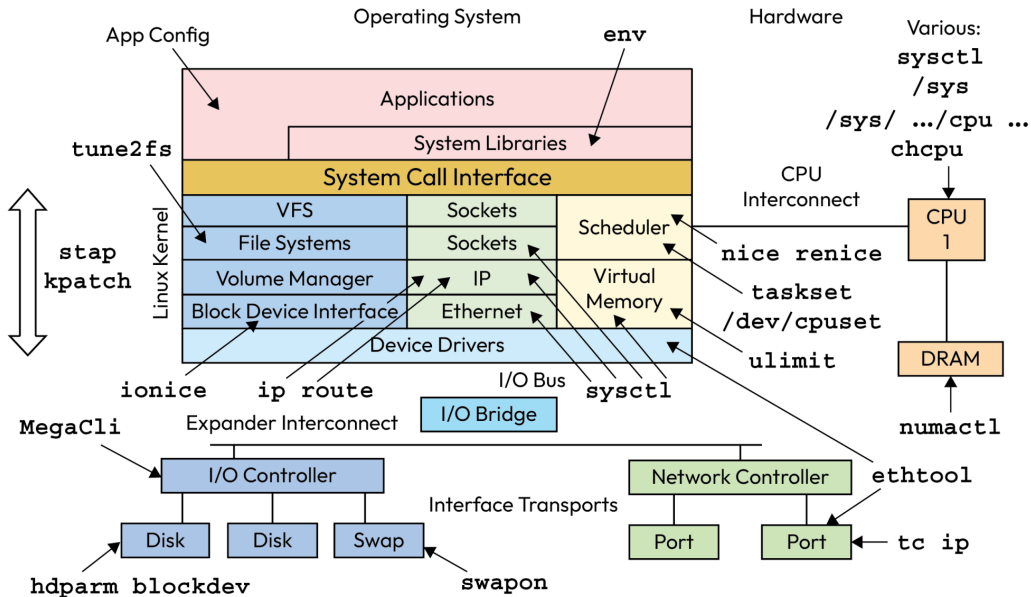 Operating System
Hardware
App Config
env
Various:
sysctl
/sys
/sys/ .../cpu ...
chcpu
Applications
System Libraries
tune2fs
System Call Interface
CPU
Interconnect
Linux Kernel
VFS
Sockets
Scheduler
CPU
1
File Systems
Sockets
nice renice
stap
kpatch
Volume Manager
IP
Virtual
Memory
taskset
/dev/cpuset
Block Device Interface
Ethernet
Device Drivers
ulimit
DRAM
ionice
ip route
I/O Bus
sysctl
I/O Bridge
numactl
MegaCli
Expander Interconnect
I/O Controller
Network Controller
ethtool
Interface Transports
Disk
Disk
Swap
Port
Port
tc ip
hdparm blockdev
swapon